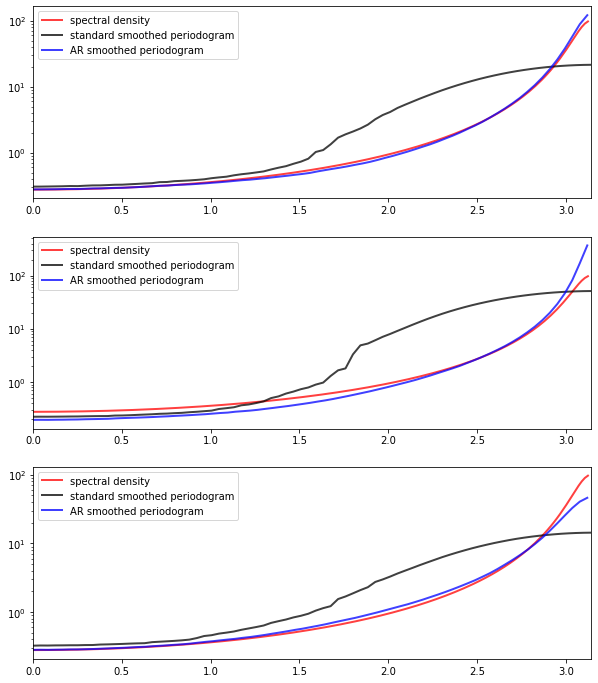 10²
10¹
10⁰
spectral density
standard smoothed periodogram
AR smoothed periodogram
0.0 0.5 1.0 1.5 2.0 2.5 3.0
10²
10¹
10⁰
spectral density
standard smoothed periodogram
AR smoothed periodogram
0.0 0.5 1.0 1.5 2.0 2.5 3.0
10²
10¹
10⁰
spectral density
standard smoothed periodogram
AR smoothed periodogram
0.0 0.5 1.0 1.5 2.0 2.5 3.0